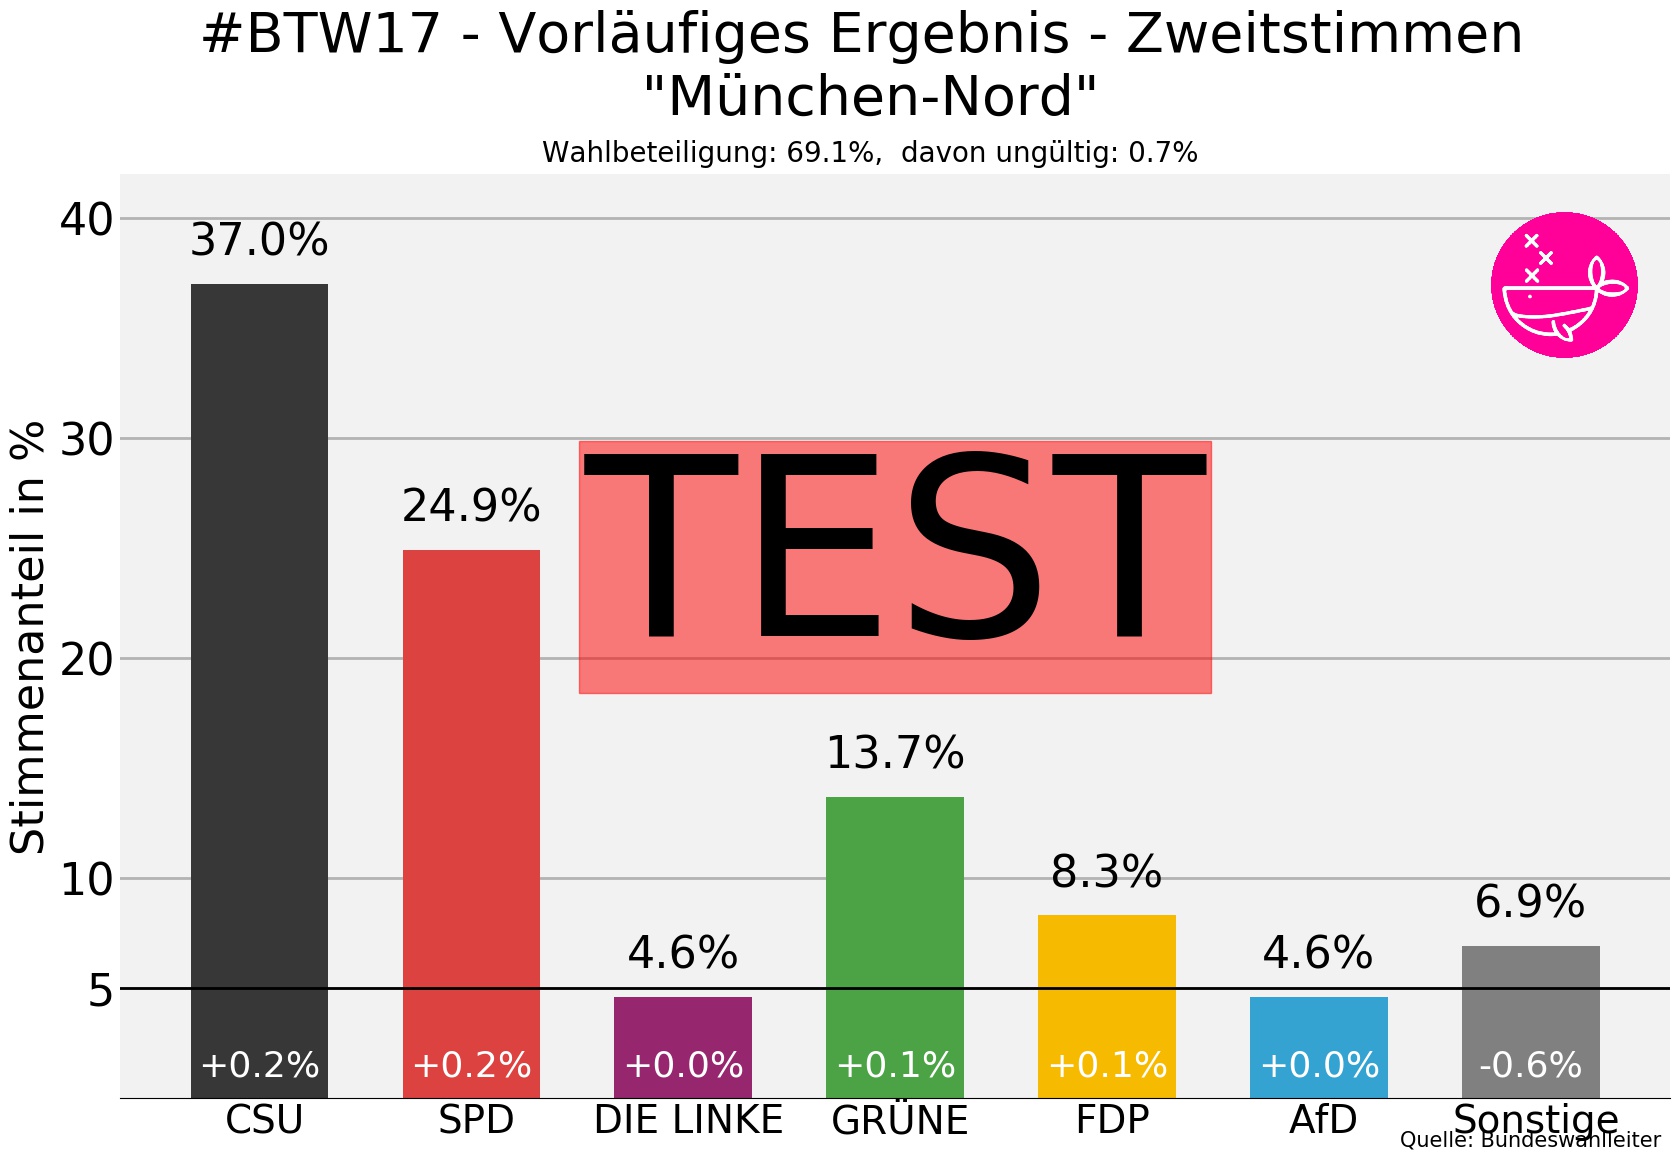 #BTW17 - Vorläufiges Ergebnis - Zweitstimmen
"München-Nord"
Wahlbeteiligung: 69.1%,  davon ungültig: 0.7%
Stimmenanteil in %
40
30
20
10
5
37.0%
24.9%
4.6%
13.7%
8.3%
4.6%
6.9%
TEST
+0.2%
+0.2%
+0.0%
+0.1%
+0.1%
+0.0%
-0.6%
CSU
SPD
DIE LINKE
GRÜNE
FDP
AfD
Sonstige
Quelle: Bundeswahlleiter